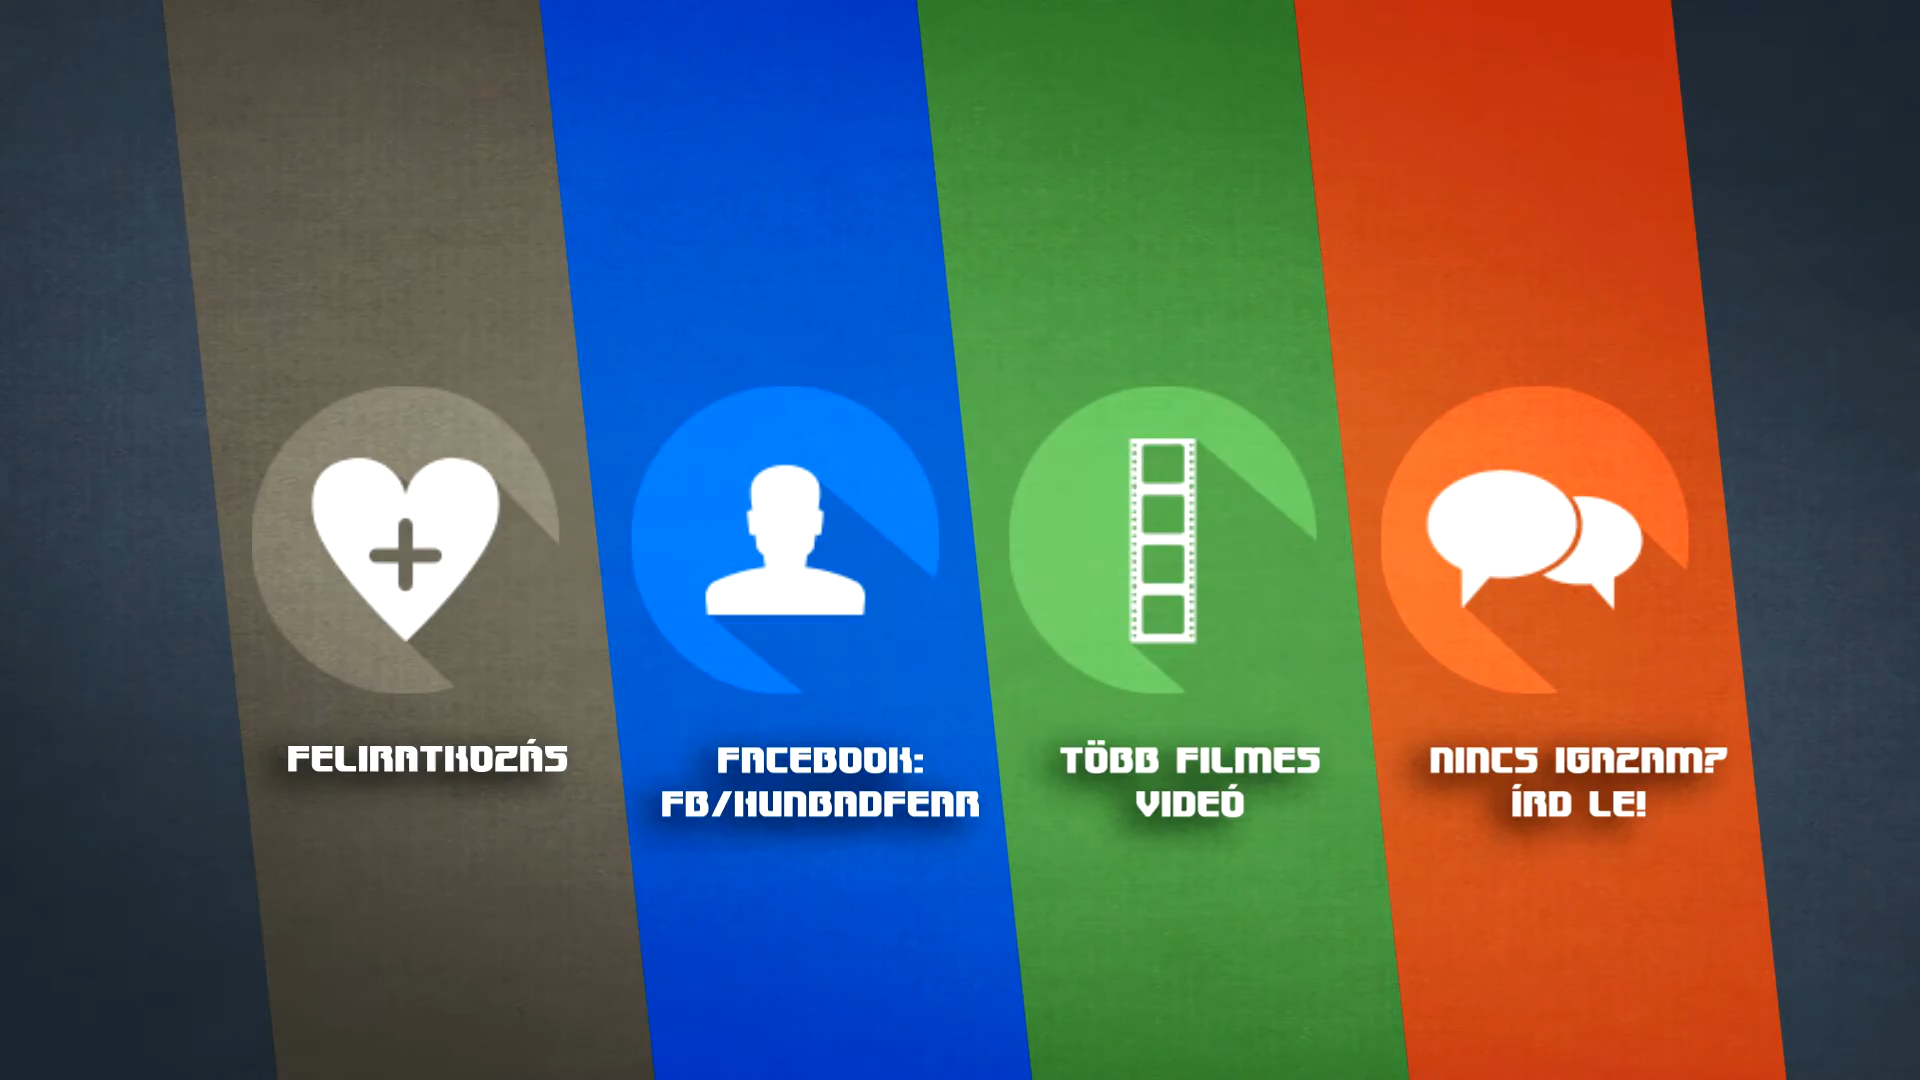 FELIRATKOZÁS
FACEBOOK:
FB/HUNBADFEAR
TÖBB FILMES
VIDEÓ
NINCS IGAZAM?
ÍRD LE!